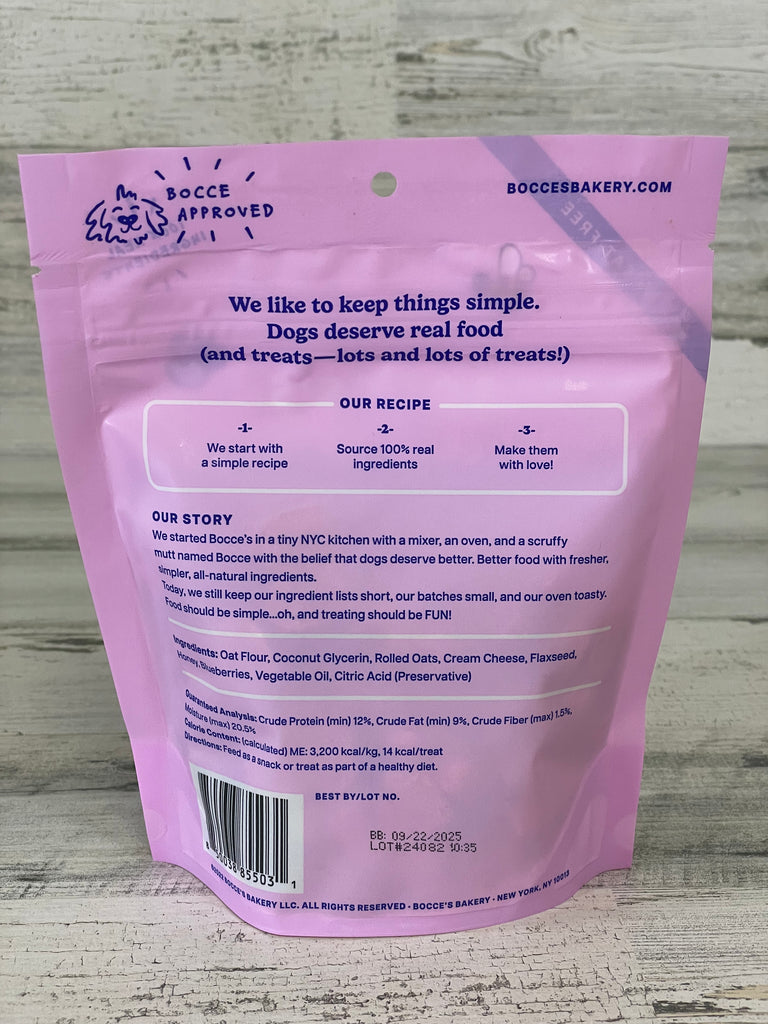 BOCCE
APPROVED
BOCCESBAKERY.COM
We like to keep things simple.
Dogs deserve real food
(and treats—lots and lots of treats!)
OUR RECIPE
-1-
We start with
a simple recipe
-2-
Source 100% real
ingredients
-3-
Make them
with love!
OUR STORY
We started Bocce's in a tiny NYC kitchen with a mixer, an oven, and a scruffy
mutt named Bocce with the belief that dogs deserve better. Better food with fresher,
simpler, all-natural ingredients.
Today, we still keep our ingredient lists short, our batches small, and our oven toasty.
Food should be simple...oh, and treating should be FUN!
Ingredients: Oat Flour, Coconut Glycerin, Rolled Oats, Cream Cheese, Flaxseed,
Honey, Blueberries, Vegetable Oil, Citric Acid (Preservative)
Guaranteed Analysis: Crude Protein (min) 12%, Crude Fat (min) 9%, Crude Fiber (max) 1.5%,
Moisture (max) 20.5%
Calorie Content: (calculated) ME: 3,200 kcal/kg, 14 kcal/treat
Directions: Feed as a snack or treat as part of a healthy diet.
BEST BY/LOT NO.
BB: 09/22/2025
LOT#24082 10:35
85503 1
BOCCE'S BAKERY LLC. ALL RIGHTS RESERVED • BOCCE'S BAKERY • NEW YORK, NY 10013